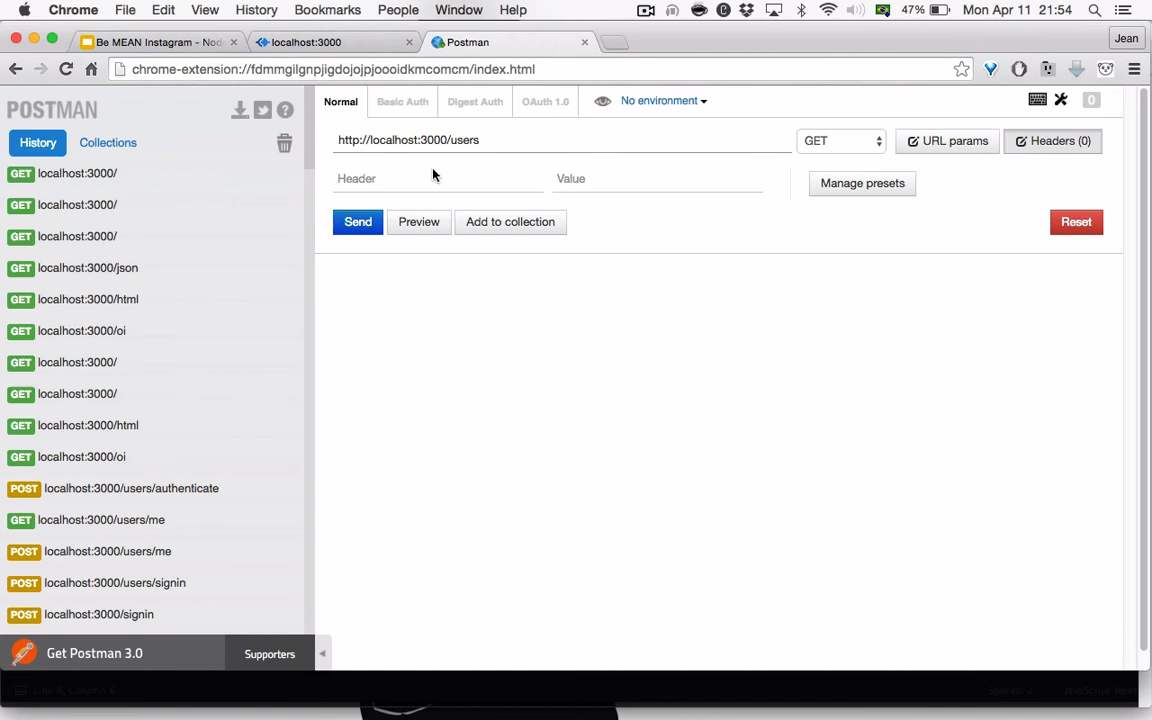 Chrome File Edit View History Bookmarks People Window Help 47% Mon Apr 11 21:54
Be MEAN Instagram - Nod localhost:3000 Postman Jean
chrome-extension://fdmmgilgnpjigdojojpjoooidkmcomcm/index.html
POSTMAN
Normal Basic Auth Digest Auth OAuth 1.0 No environment 0
History Collections
http://localhost:3000/users GET URL params Headers (0)
Header Value Manage presets
Send Preview Add to collection Reset
GET localhost:3000/
GET localhost:3000/
GET localhost:3000/
GET localhost:3000/json
GET localhost:3000/html
GET localhost:3000/oi
GET localhost:3000/
GET localhost:3000/
GET localhost:3000/html
GET localhost:3000/oi
POST localhost:3000/users/authenticate
GET localhost:3000/users/me
POST localhost:3000/users/me
POST localhost:3000/users/signin
POST localhost:3000/signin
Get Postman 3.0 Supporters
Spaces: 2